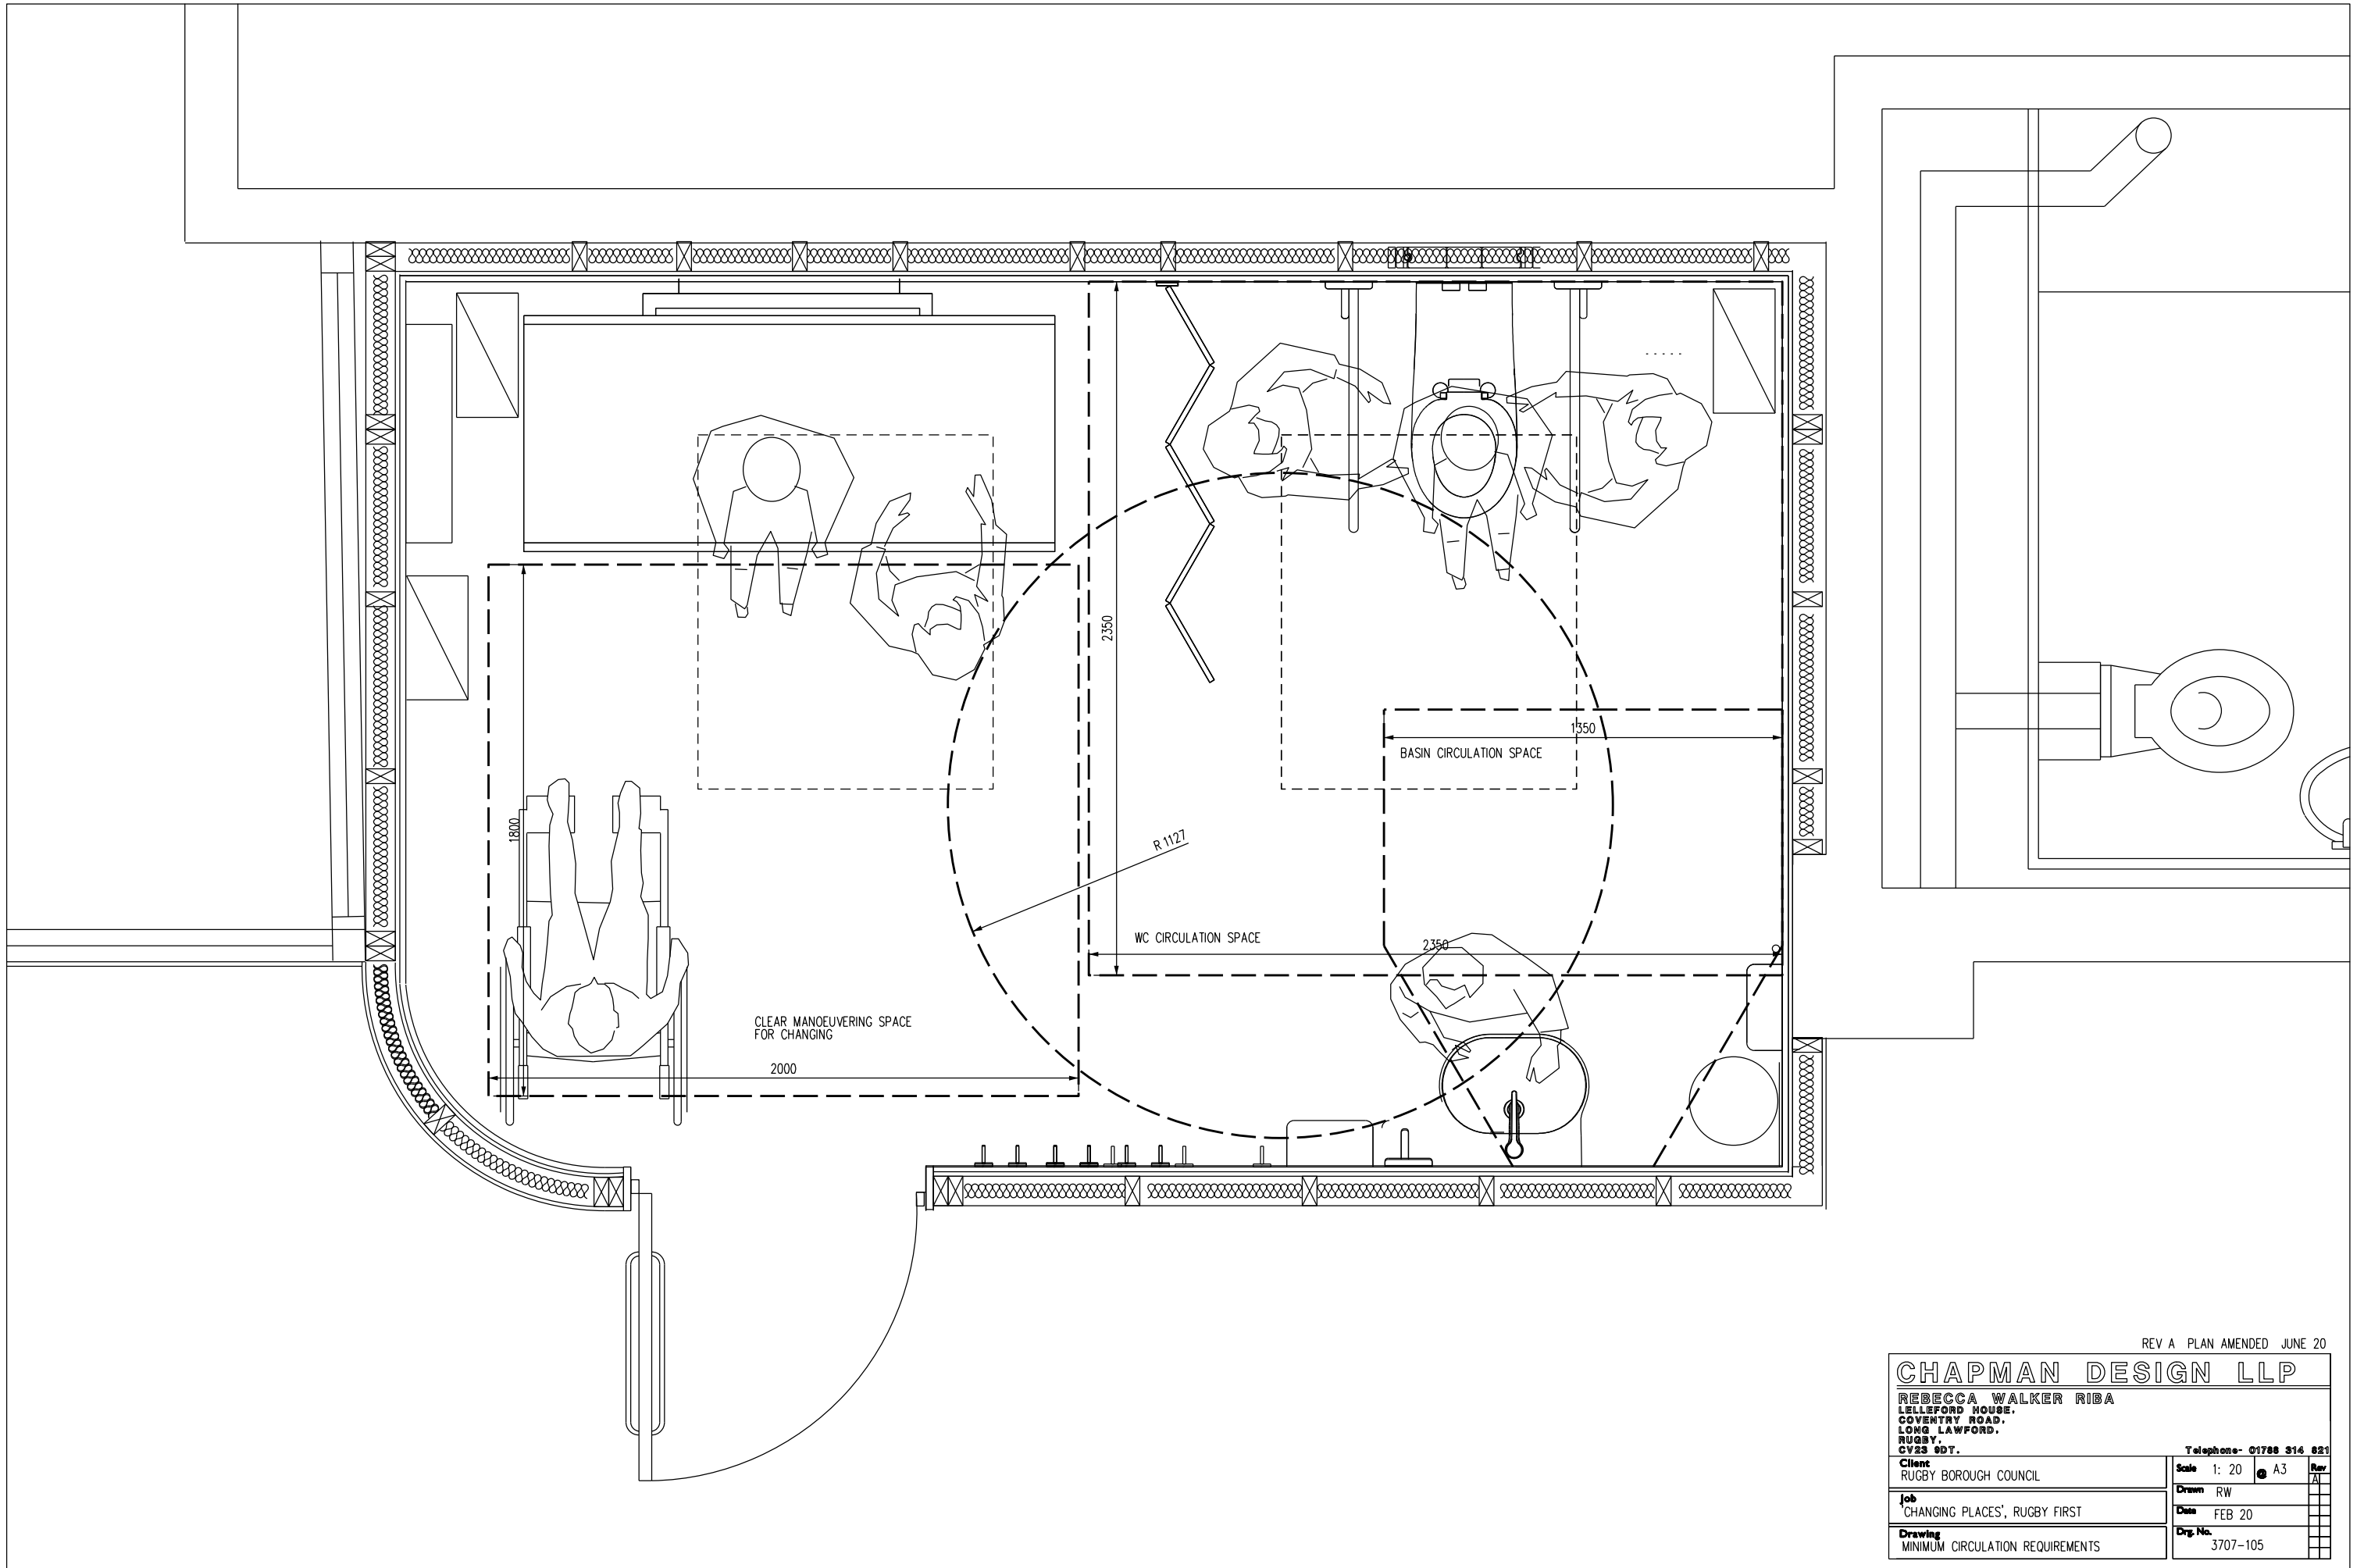 2350
1350
BASIN CIRCULATION SPACE
1800
R 1127
WC CIRCULATION SPACE
2350
CLEAR MANOEUVERING SPACE
FOR CHANGING
2000
REV A PLAN AMENDED JUNE 20
CHAPMAN DESIGN LLP
REBECCA WALKER RIBA
LELLEFORD HOUSE,
COVENTRY ROAD,
LONG LAWFORD,
RUGBY,
CV23 9DT.
Telephone- 01788 314 621
Client
RUGBY BOROUGH COUNCIL
Scale 1: 20 @ A3
Rev
A
Drawn RW
Job
'CHANGING PLACES', RUGBY FIRST
Date FEB 20
Drawing
MINIMUM CIRCULATION REQUIREMENTS
Drg. No.
3707-105